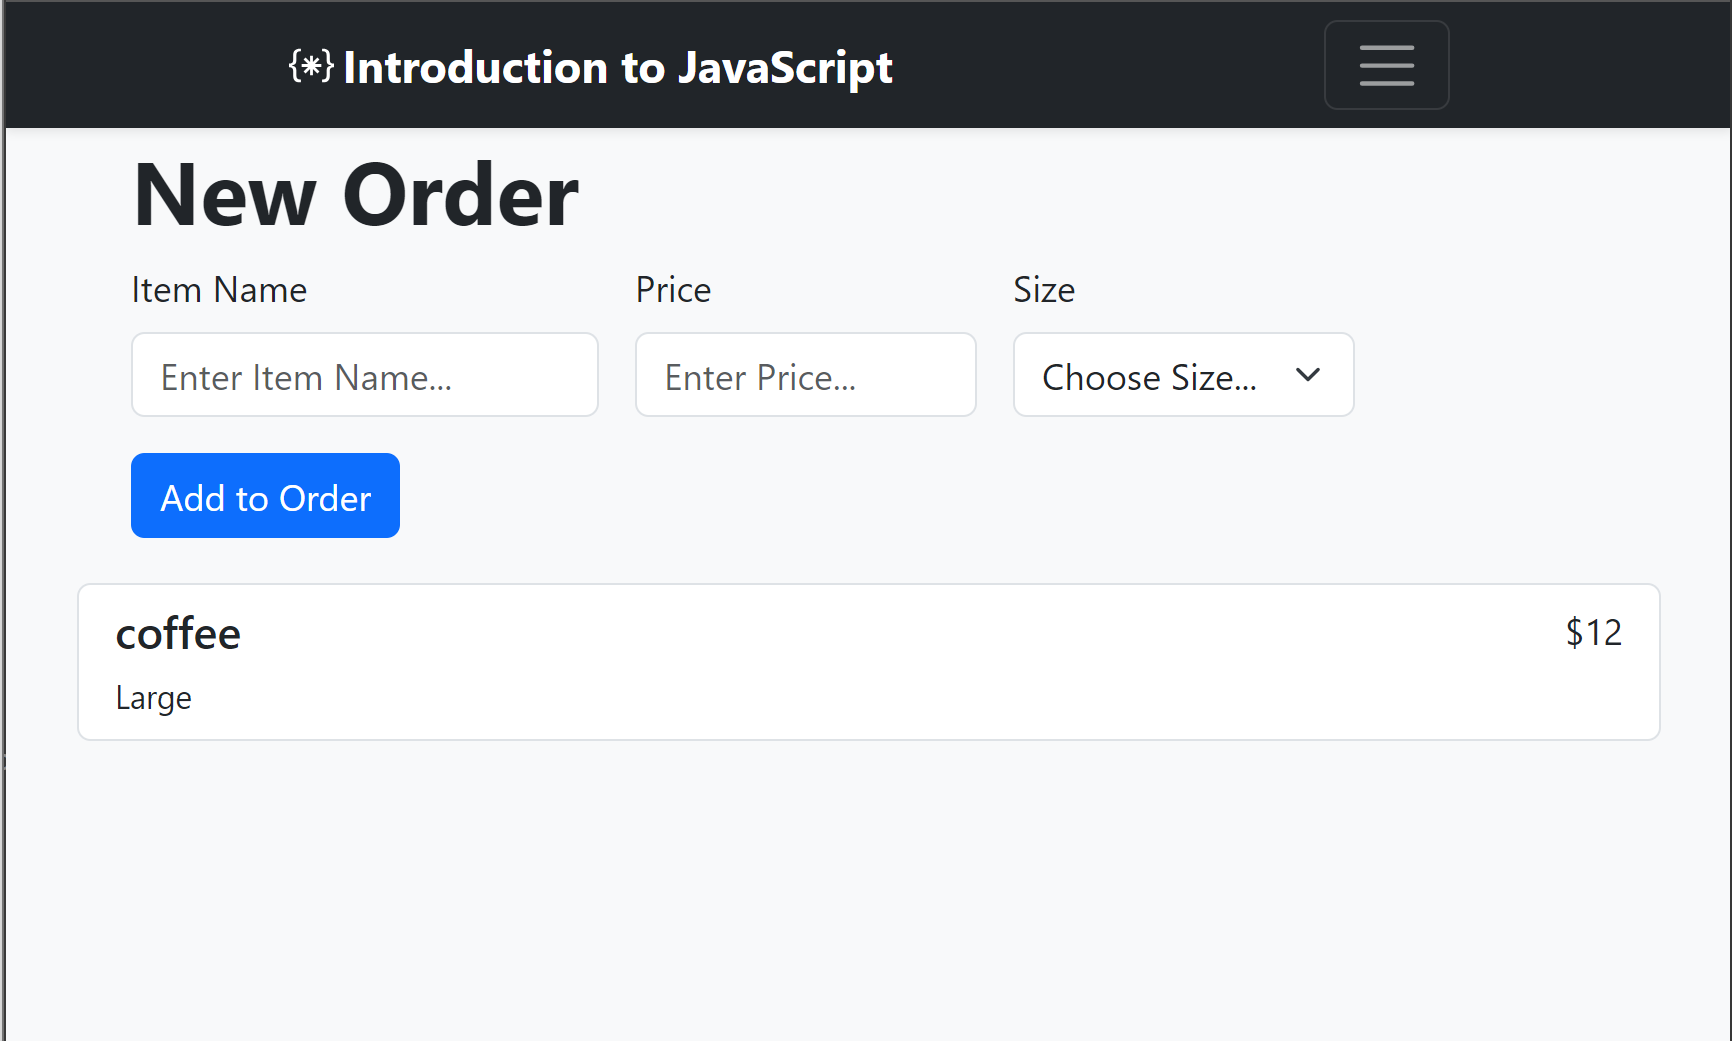 {*} Introduction to JavaScript
New Order
Item Name Price Size
Enter Item Name... Enter Price... Choose Size...
Add to Order
coffee $12
Large